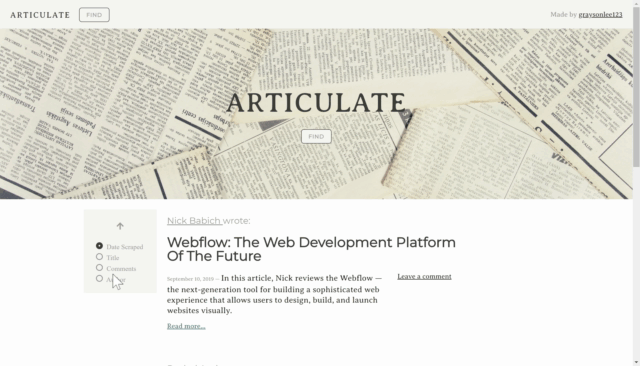 ARTICULATE
FIND
Made by graysonlee123
ARTICULATE
FIND
Nick Babich wrote:
Webflow: The Web Development Platform
Of The Future
Date Scraped
Title
Comments
September 10, 2019 — In this article, Nick reviews the Webflow —
the next-generation tool for building a sophisticated web
experience that allows users to design, build, and launch
websites visually.
Leave a comment
Read more...